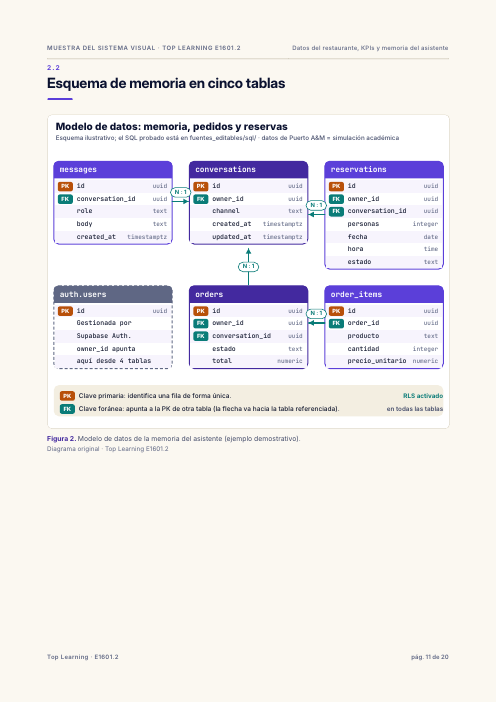 MUESTRA DEL SISTEMA VISUAL · TOP LEARNING E1601.2
Datos del restaurante, KPIs y memoria del asistente
2.2
Esquema de memoria en cinco tablas
Modelo de datos: memoria, pedidos y reservas
Esquema ilustrativo; el SQL probado está en fuentes_editables/sql/ · datos de Puerto A&M = simulación académica
messages
PK id uuid
FK conversation_id uuid
role text
body text
created_at timestamptz
N:1
conversations
PK id uuid
FK owner_id uuid
channel text
created_at timestamptz
updated_at timestamptz
N:1
reservations
PK id uuid
FK owner_id uuid
FK conversation_id uuid
personas integer
fecha date
hora time
estado text
N:1
auth.users
PK id uuid
Gestionada por
Supabase Auth.
owner_id apunta
aquí desde 4 tablas
orders
PK id uuid
FK owner_id uuid
FK conversation_id uuid
estado text
total numeric
N:1
order_items
PK id uuid
FK order_id uuid
producto text
cantidad integer
precio_unitario numeric
PK Clave primaria: identifica una fila de forma única. RLS activado
FK Clave foránea: apunta a la PK de otra tabla (la flecha va hacia la tabla referenciada). en todas las tablas
Figura 2. Modelo de datos de la memoria del asistente (ejemplo demostrativo).
Diagrama original · Top Learning E1601.2
Top Learning · E1601.2
pág. 11 de 20